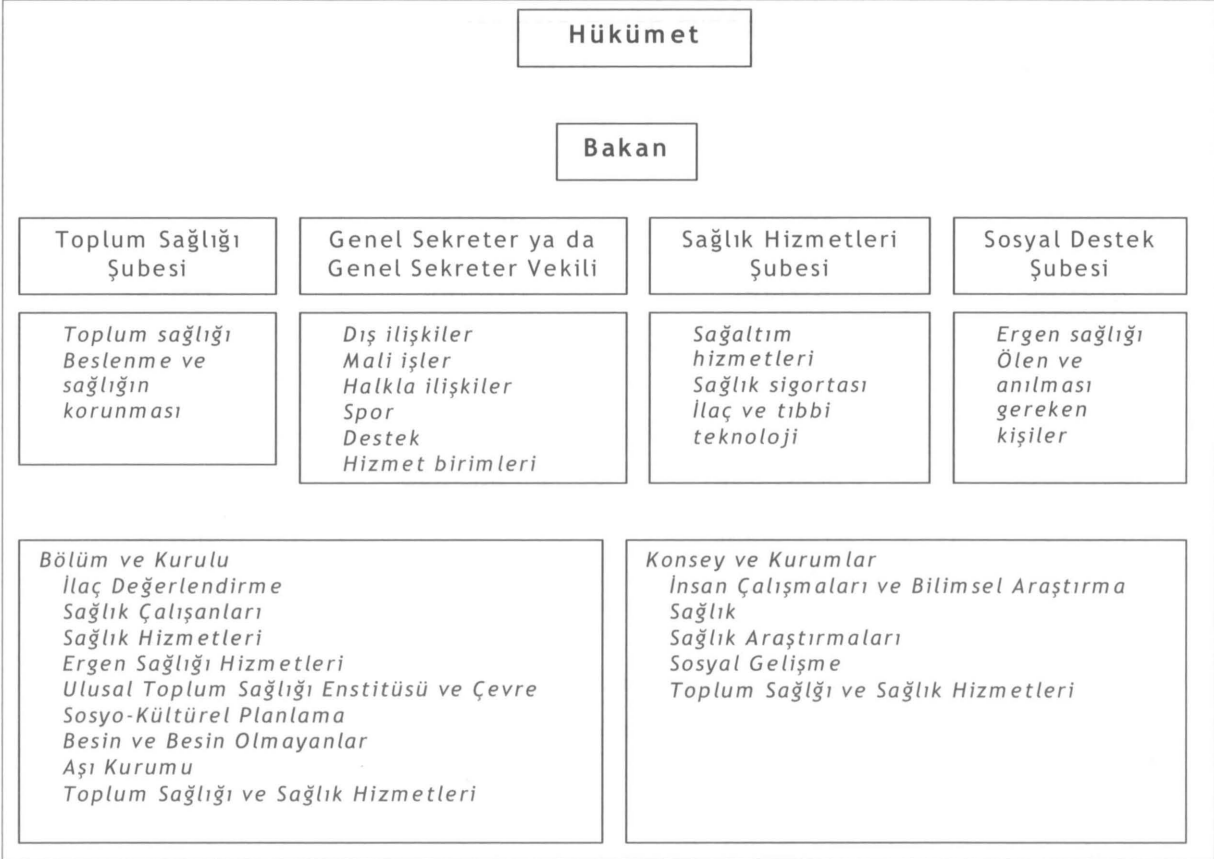 Hükümet
Bakan
Toplum Sağlığı
Şubesi
Genel Sekreter ya da
Genel Sekreter Vekili
Sağlık Hizmetleri
Şubesi
Sosyal Destek
Şubesi
Toplum sağlığı
Beslenme ve
sağlığın
korunması
Dış ilişkiler
Mali işler
Halkla ilişkiler
Spor
Destek
Hizmet birimleri
Sağaltım
hizmetleri
Sağlık sigortası
İlaç ve tıbbi
teknoloji
Ergen sağlığı
Ölen ve
anılması
gereken
kişiler
Bölüm ve Kurulu
İlaç Değerlendirme
Sağlık Çalışanları
Sağlık Hizmetleri
Ergen Sağlığı Hizmetleri
Ulusal Toplum Sağlığı Enstitüsü ve Çevre
Sosyo-Kültürel Planlama
Besin ve Besin Olmayanlar
Aşı Kurumu
Toplum Sağlığı ve Sağlık Hizmetleri
Konsey ve Kurumlar
İnsan Çalışmaları ve Bilimsel Araştırma
Sağlık
Sağlık Araştırmaları
Sosyal Gelişme
Toplum Sağlğı ve Sağlık Hizmetleri